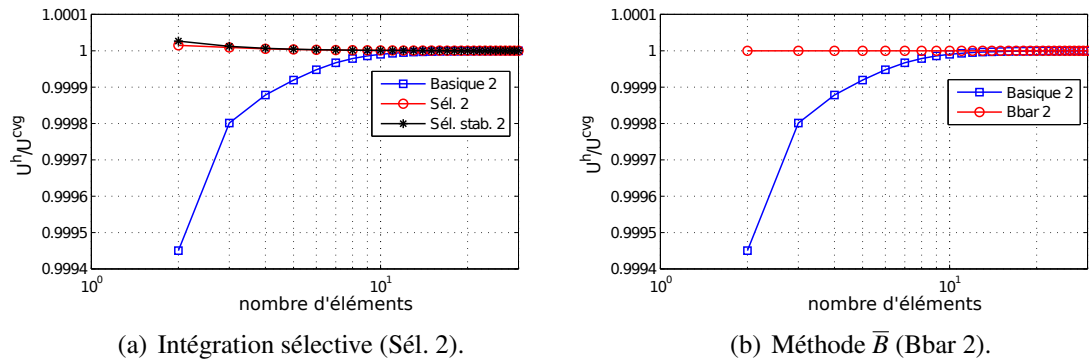 1.0001
1
0.9999
0.9998
0.9997
0.9996
0.9995
0.9994
U^h/U^cvg
10^0
10^1
nombre d'éléments
Basique 2
Sél. 2
Sél. stab. 2
(a) Intégration sélective (Sél. 2).
1.0001
1
0.9999
0.9998
0.9997
0.9996
0.9995
0.9994
U^h/U^cvg
10^0
10^1
nombre d'éléments
Basique 2
Bbar 2
(b) Méthode B̅ (Bbar 2).